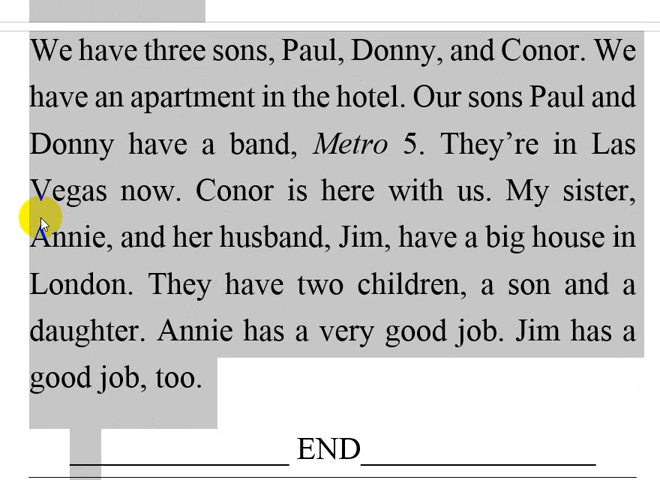 We have three sons, Paul, Donny, and Conor. We
have an apartment in the hotel. Our sons Paul and
Donny have a band, Metro 5. They're in Las
Vegas now. Conor is here with us. My sister,
Annie, and her husband, Jim, have a big house in
London. They have two children, a son and a
daughter. Annie has a very good job. Jim has a
good job, too.
END